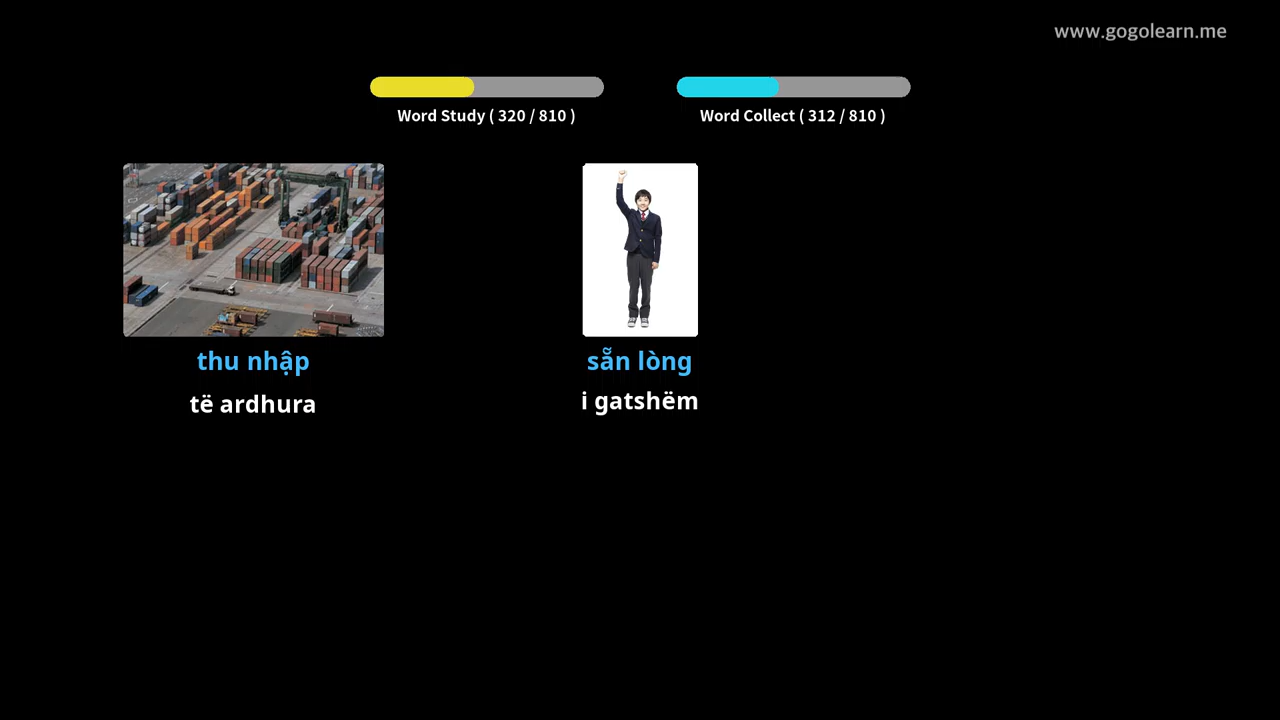 www.gogolearn.me
Word Study ( 320 / 810 )
Word Collect ( 312 / 810 )
thu nhập
të ardhura
sẵn lòng
i gatshëm